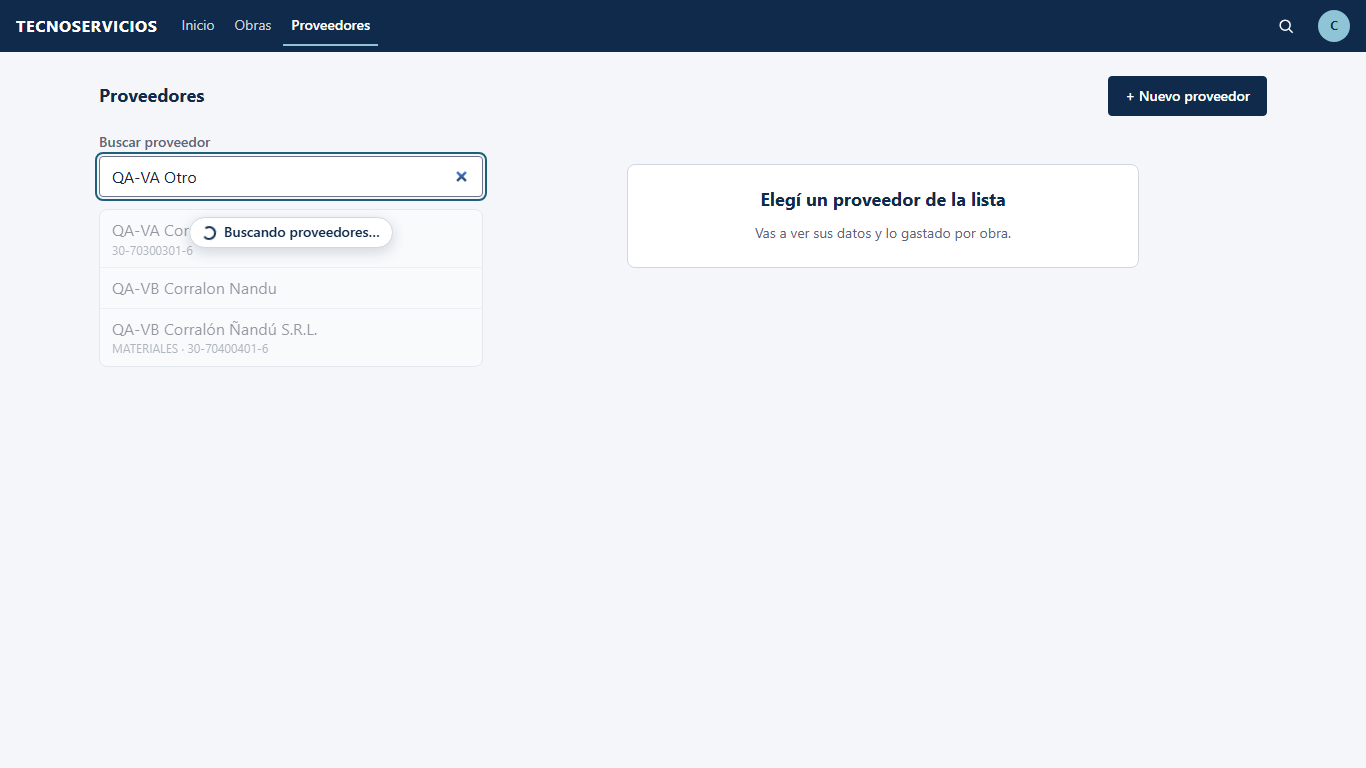 TECNOSERVICIOS Inicio Obras Proveedores C
Proveedores
+ Nuevo proveedor
Buscar proveedor
QA-VA Otro
QA-VA
Buscando proveedores...
30-70300301-6
QA-VB Corralon Nandu
QA-VB Corralón Ñandú S.R.L.
MATERIALES · 30-70400401-6
Elegí un proveedor de la lista
Vas a ver sus datos y lo gastado por obra.